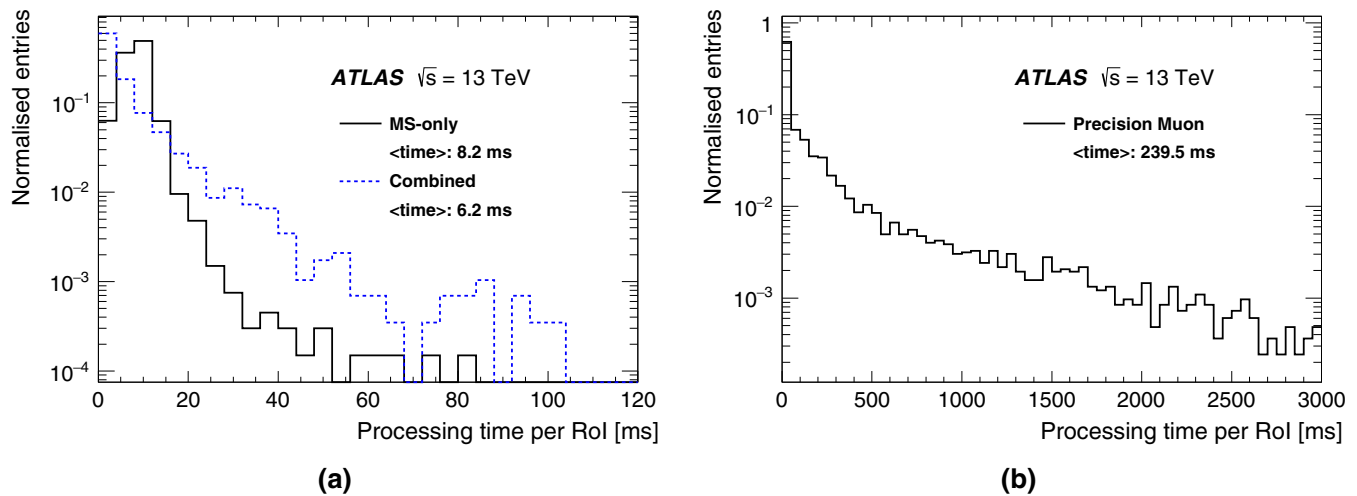 Normalised entries
10⁻¹
10⁻²
10⁻³
10⁻⁴
ATLAS √s = 13 TeV
MS-only
<time>: 8.2 ms
Combined
<time>: 6.2 ms
0 20 40 60 80 100 120
Processing time per RoI [ms]
(a)
Normalised entries
1
10⁻¹
10⁻²
10⁻³
ATLAS √s = 13 TeV
Precision Muon
<time>: 239.5 ms
0 500 1000 1500 2000 2500 3000
Processing time per RoI [ms]
(b)